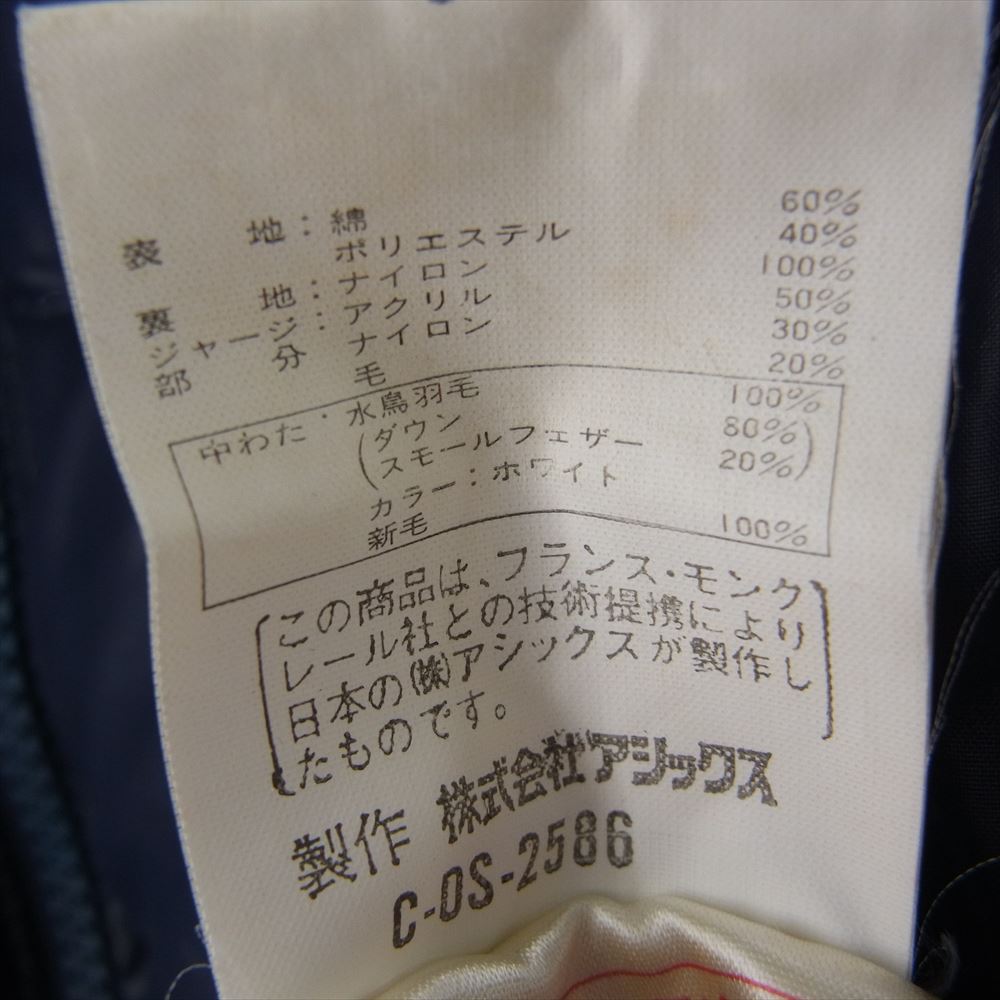 表地：綿 60%
ポリエステル 40%
裏地：ナイロン 100%
ジャージ：アクリル 50%
部分 ナイロン 30%
毛 20%
中わた：水鳥羽毛 100%
(ダウン 80%)
スモールフェザー 20%
カラー：ホワイト
新毛 100%
この商品は、フランス・モンク
レール社との技術提携により
日本の(株)アシックスが製作し
たものです。
製作 株式会社アシックス
C-OS-2586